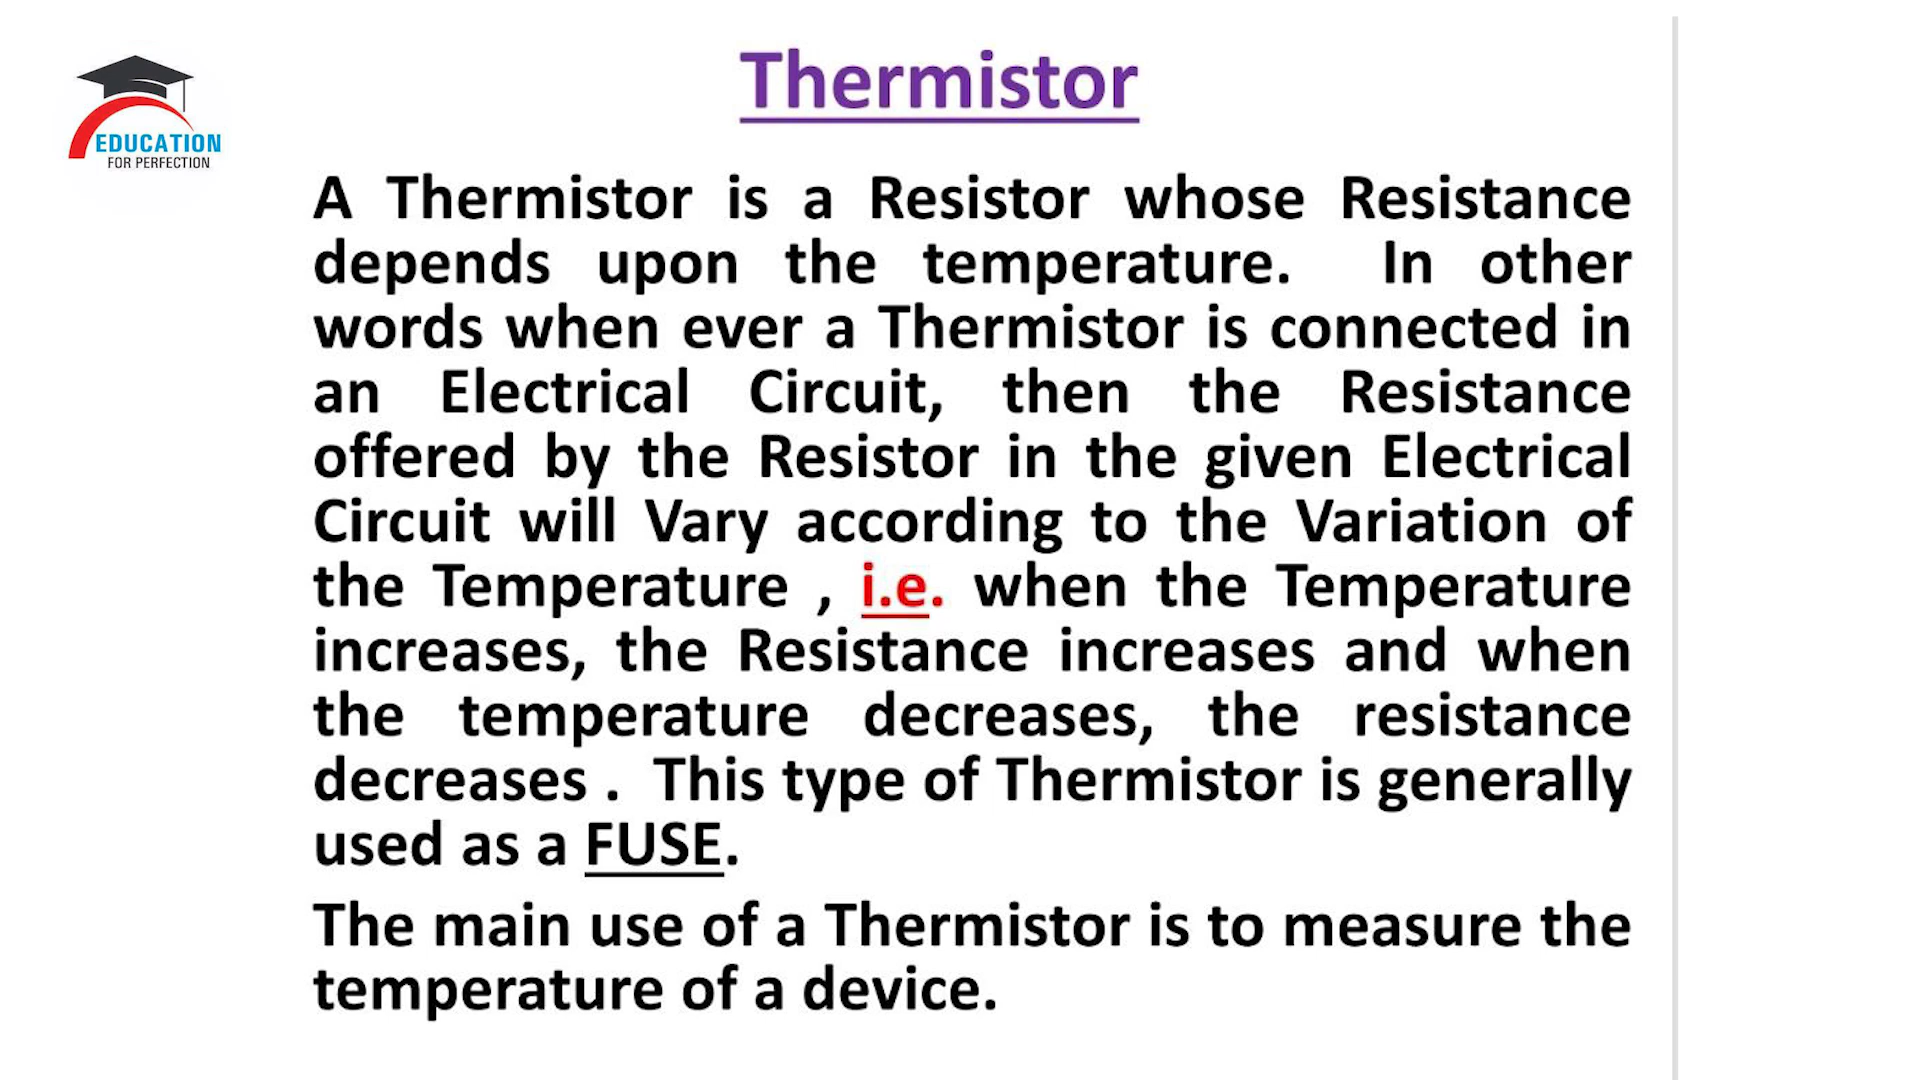 Thermistor
EDUCATION
FOR PERFECTION
A Thermistor is a Resistor whose Resistance
depends upon the temperature. In other
words when ever a Thermistor is connected in
an Electrical Circuit, then the Resistance
offered by the Resistor in the given Electrical
Circuit will Vary according to the Variation of
the Temperature , i.e. when the Temperature
increases, the Resistance increases and when
the temperature decreases, the resistance
decreases . This type of Thermistor is generally
used as a FUSE.
The main use of a Thermistor is to measure the
temperature of a device.